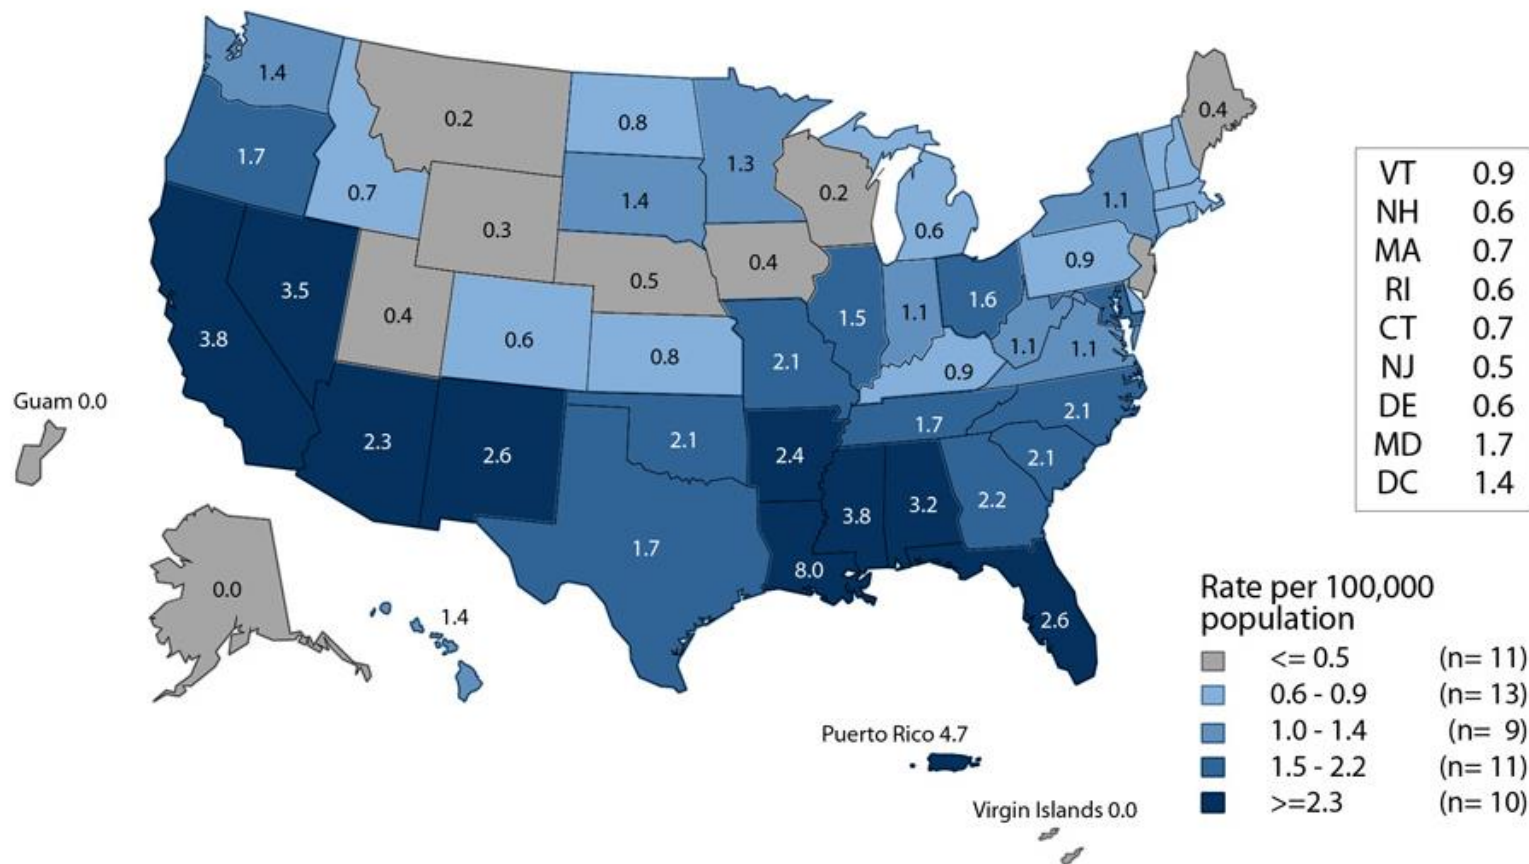 1.4
0.2
0.8
1.3
0.4
1.7
0.7
0.3
1.4
0.2
0.6
1.1
0.5
0.4
0.9
3.8
3.5
0.4
0.6
0.8
2.1
1.5
1.1
1.6
1.1
1.1
0.9
2.3
2.6
2.1
2.4
1.7
2.1
2.1
1.7
8.0
3.8
3.2
2.2
2.6
Guam 0.0
0.0
1.4
Puerto Rico 4.7
Virgin Islands 0.0
VT 0.9
NH 0.6
MA 0.7
RI 0.6
CT 0.7
NJ 0.5
DE 0.6
MD 1.7
DC 1.4
Rate per 100,000
population
<= 0.5 (n= 11)
0.6 - 0.9 (n= 13)
1.0 - 1.4 (n= 9)
1.5 - 2.2 (n= 11)
>=2.3 (n= 10)